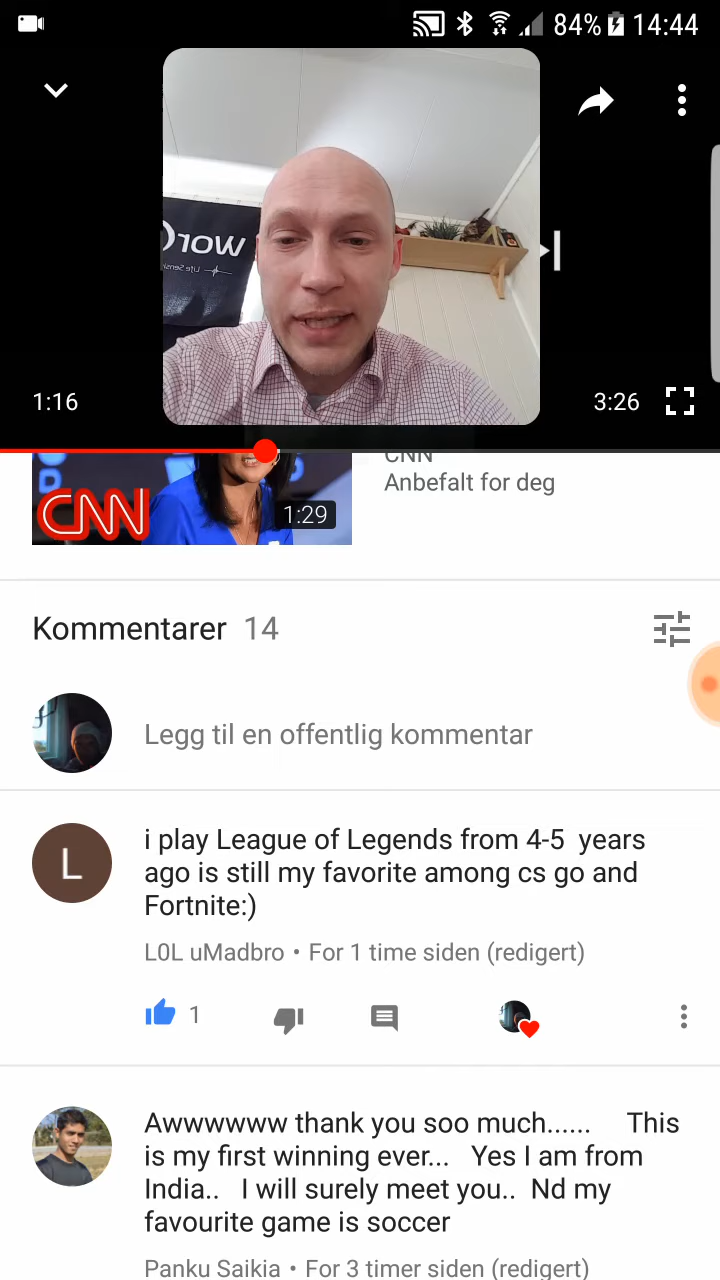 84% 14:44
WorC
Life Sensi
1:16
3:26
CNN
CNN
1:29
Anbefalt for deg
Kommentarer 14
Legg til en offentlig kommentar
L
i play League of Legends from 4-5 years
ago is still my favorite among cs go and
Fortnite:)
L0L uMadbro • For 1 time siden (redigert)
1
Awwwwww thank you soo much...... This
is my first winning ever... Yes I am from
India.. I will surely meet you.. Nd my
favourite game is soccer
Panku Saikia • For 3 timer siden (redigert)